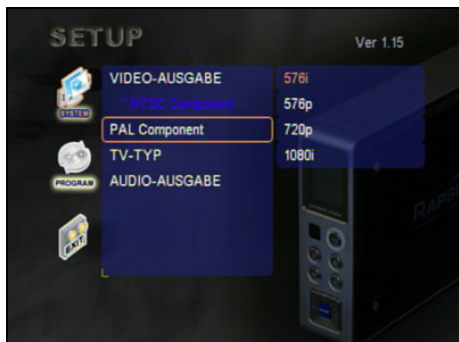 SETUP
Ver 1.15
SYSTEM
PROGRAM
EXIT
VIDEO-AUSGABE
* NTSC Component
PAL Component
TV-TYP
AUDIO-AUSGABE
576i
576p
720p
1080i